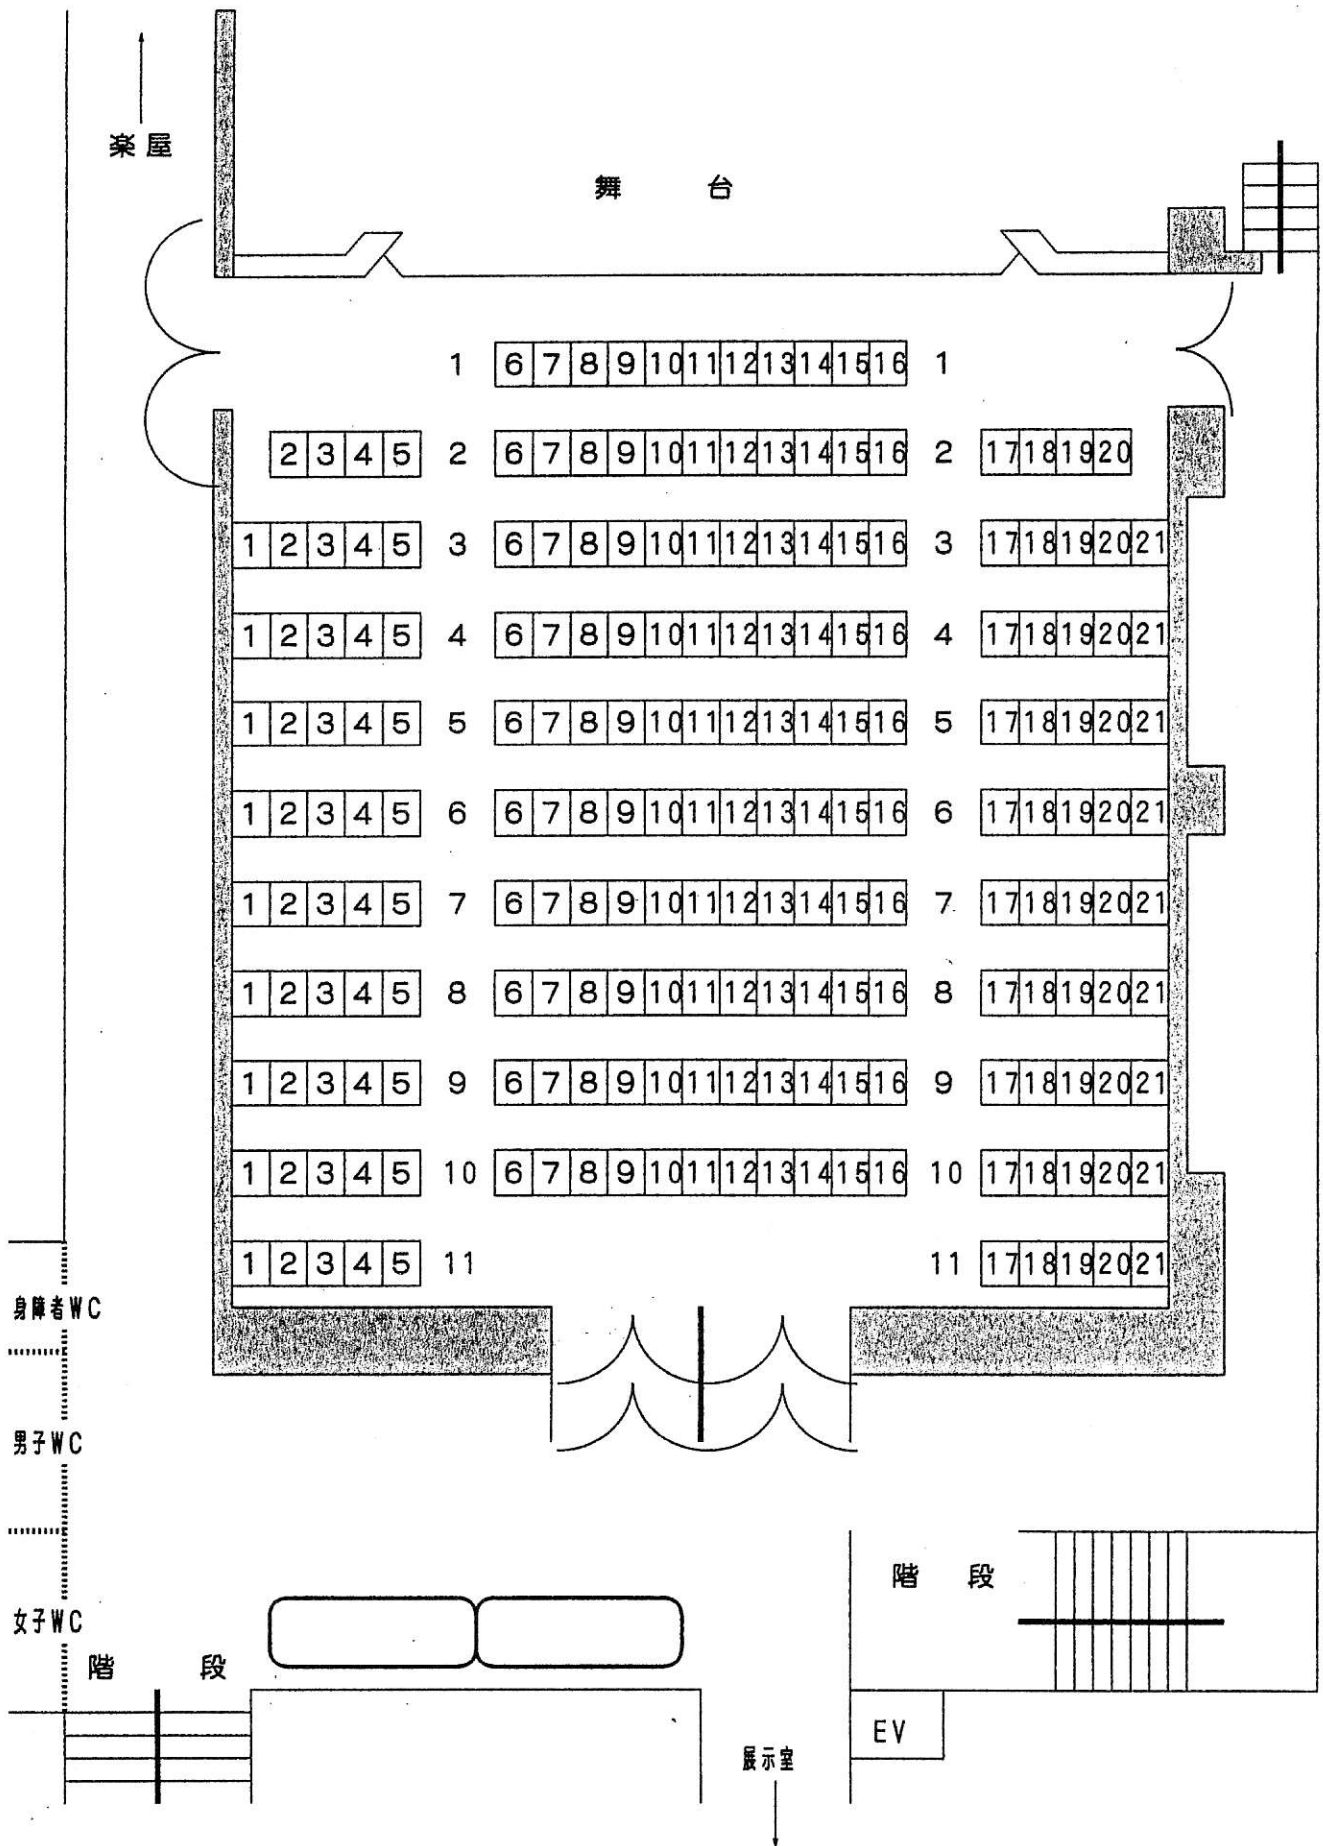 楽屋
舞 台
1 6 7 8 9 10 11 12 13 14 15 16 1
2 3 4 5 2 6 7 8 9 10 11 12 13 14 15 16 2 17 18 19 20
1 2 3 4 5 3 6 7 8 9 10 11 12 13 14 15 16 3 17 18 19 20 21
1 2 3 4 5 4 6 7 8 9 10 11 12 13 14 15 16 4 17 18 19 20 21
1 2 3 4 5 5 6 7 8 9 10 11 12 13 14 15 16 5 17 18 19 20 21
1 2 3 4 5 6 6 7 8 9 10 11 12 13 14 15 16 6 17 18 19 20 21
1 2 3 4 5 7 6 7 8 9 10 11 12 13 14 15 16 7 17 18 19 20 21
1 2 3 4 5 8 6 7 8 9 10 11 12 13 14 15 16 8 17 18 19 20 21
1 2 3 4 5 9 6 7 8 9 10 11 12 13 14 15 16 9 17 18 19 20 21
1 2 3 4 5 10 6 7 8 9 10 11 12 13 14 15 16 10 17 18 19 20 21
1 2 3 4 5 11 11 17 18 19 20 21
身障者WC
男子WC
階 段
女子WC
階 段
EV
展示室